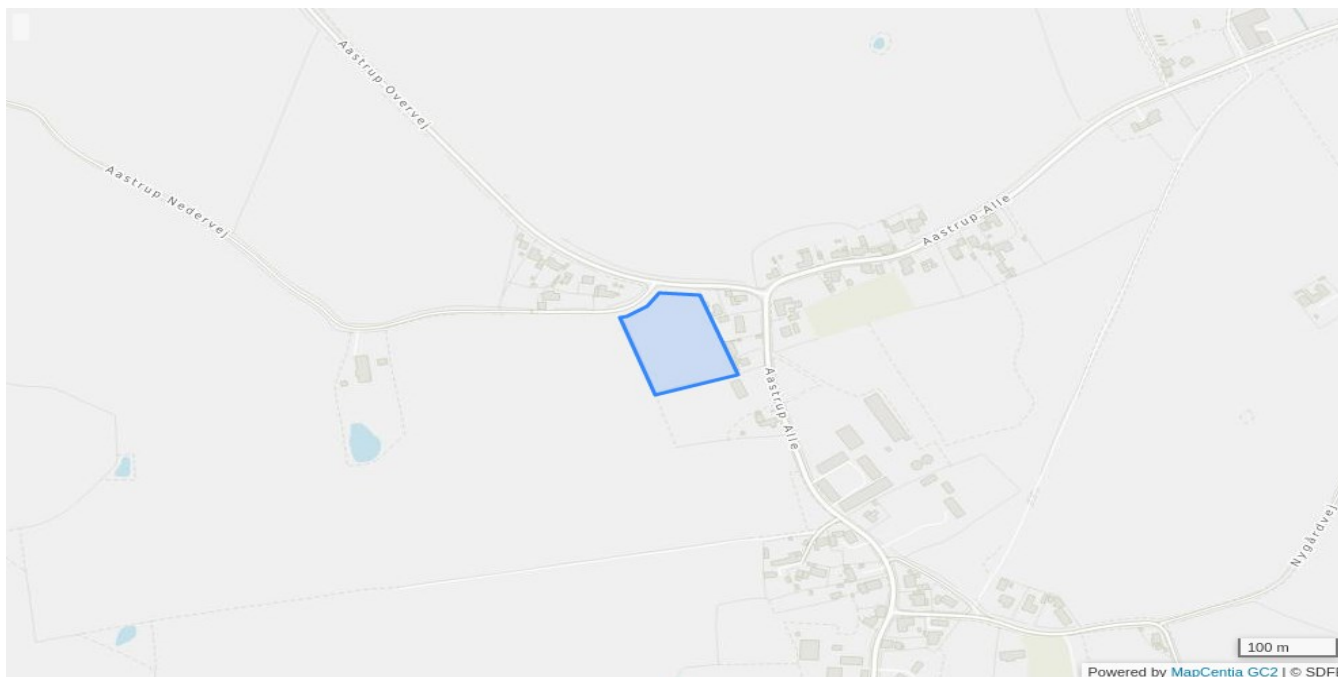 Aastrup Overvej
Aastrup Nedervej
Aastrup Alle
Aastrup Alle
Nygårdvej
100 m
Powered by MapCentia GC2 | © SDFI